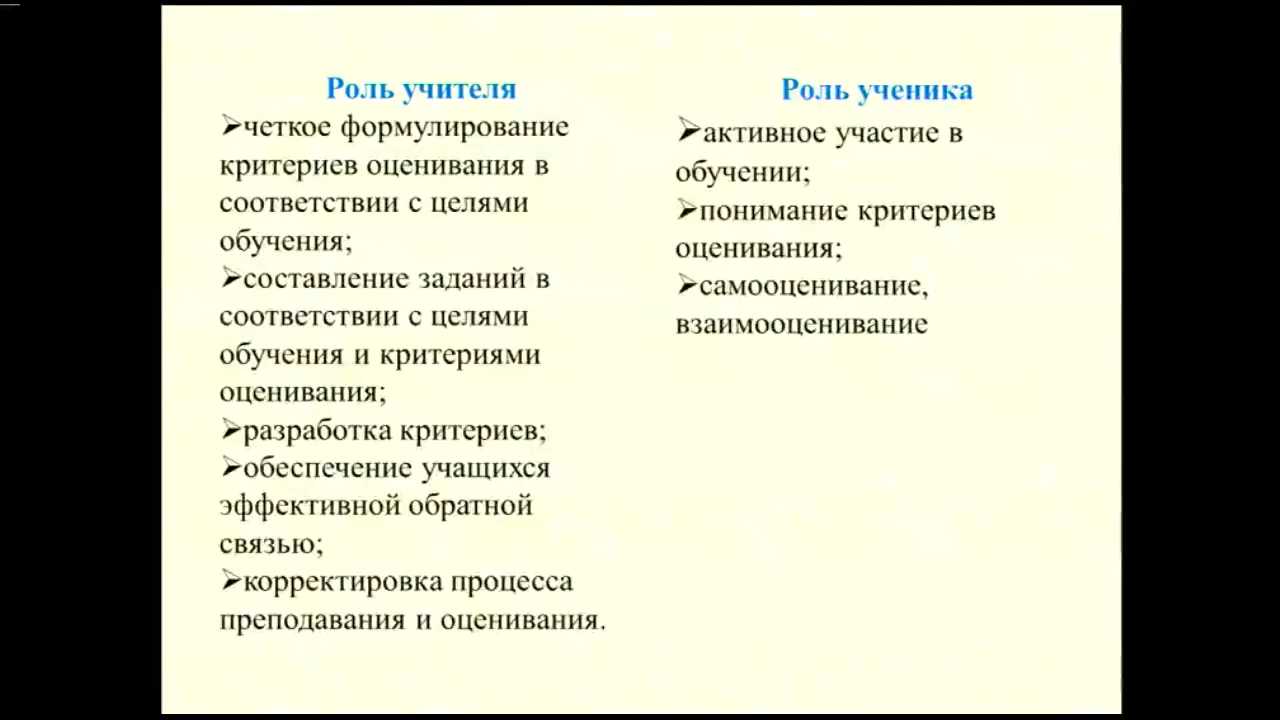 Роль учителя
➢четкое формулирование
критериев оценивания в
соответствии с целями
обучения;
➢составление заданий в
соответствии с целями
обучения и критериями
оценивания;
➢разработка критериев;
➢обеспечение учащихся
эффективной обратной
связью;
➢корректировка процесса
преподавания и оценивания.
Роль ученика
➢активное участие в
обучении;
➢понимание критериев
оценивания;
➢самооценивание,
взаимооценивание